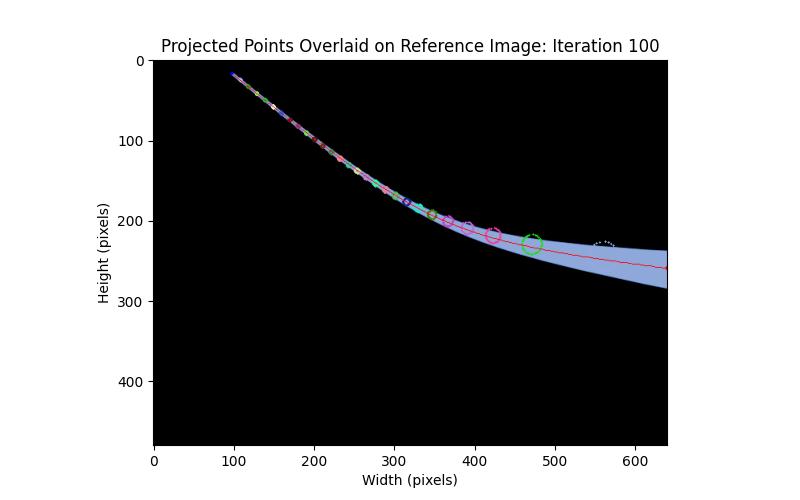 Projected Points Overlaid on Reference Image: Iteration 100
0
100
200
300
400
Height (pixels)
0 100 200 300 400 500 600
Width (pixels)